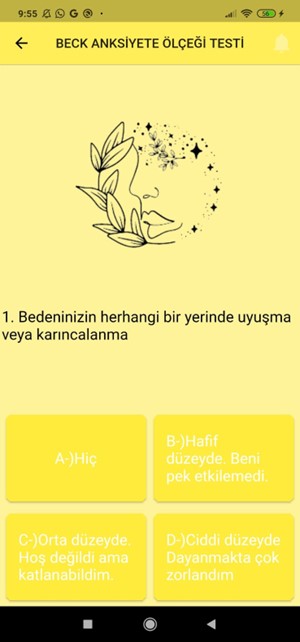 9:55
BECK ANKSİYETE ÖLÇEĞİ TESTİ
1. Bedeninizin herhangi bir yerinde uyuşma
veya karıncalanma
A-)Hiç
B-)Hafif
düzeyde. Beni
pek etkilemedi.
C-)Orta düzeyde.
Hoş değildi ama
katlanabildim.
D-)Ciddi düzeyde
Dayanmakta çok
zorlandım